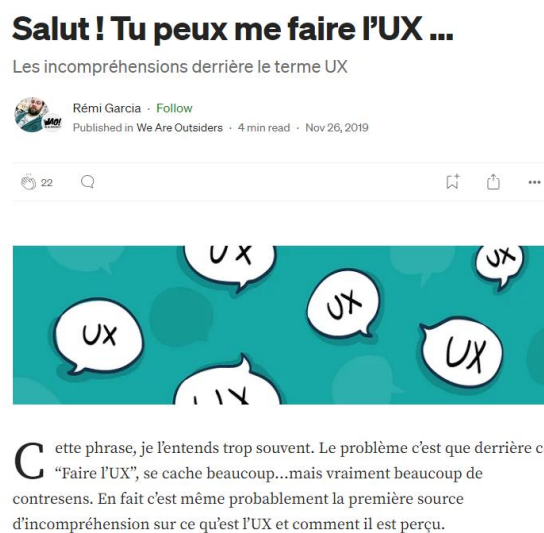 Salut ! Tu peux me faire l’UX ...
Les incompréhensions derrière le terme UX
Rémi Garcia · Follow
WAO!
Published in We Are Outsiders · 4 min read · Nov 26, 2019
22
UX
UX
UX
UX
UX
UX
Cette phrase, je l’entends trop souvent. Le problème c’est que derrière c
“Faire l’UX”, se cache beaucoup...mais vraiment beaucoup de
contresens. En fait c’est même probablement la première source
d’incompréhension sur ce qu’est l’UX et comment il est perçu.